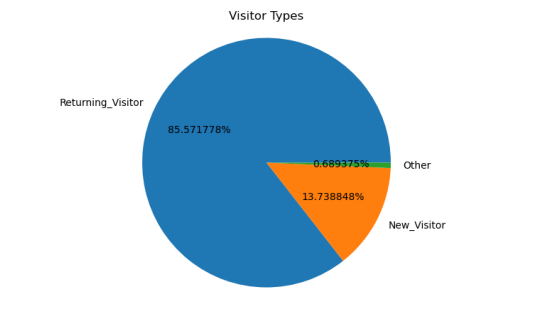 Visitor Types
Returning_Visitor
85.571778%
0.689375%
Other
13.738848%
New_Visitor